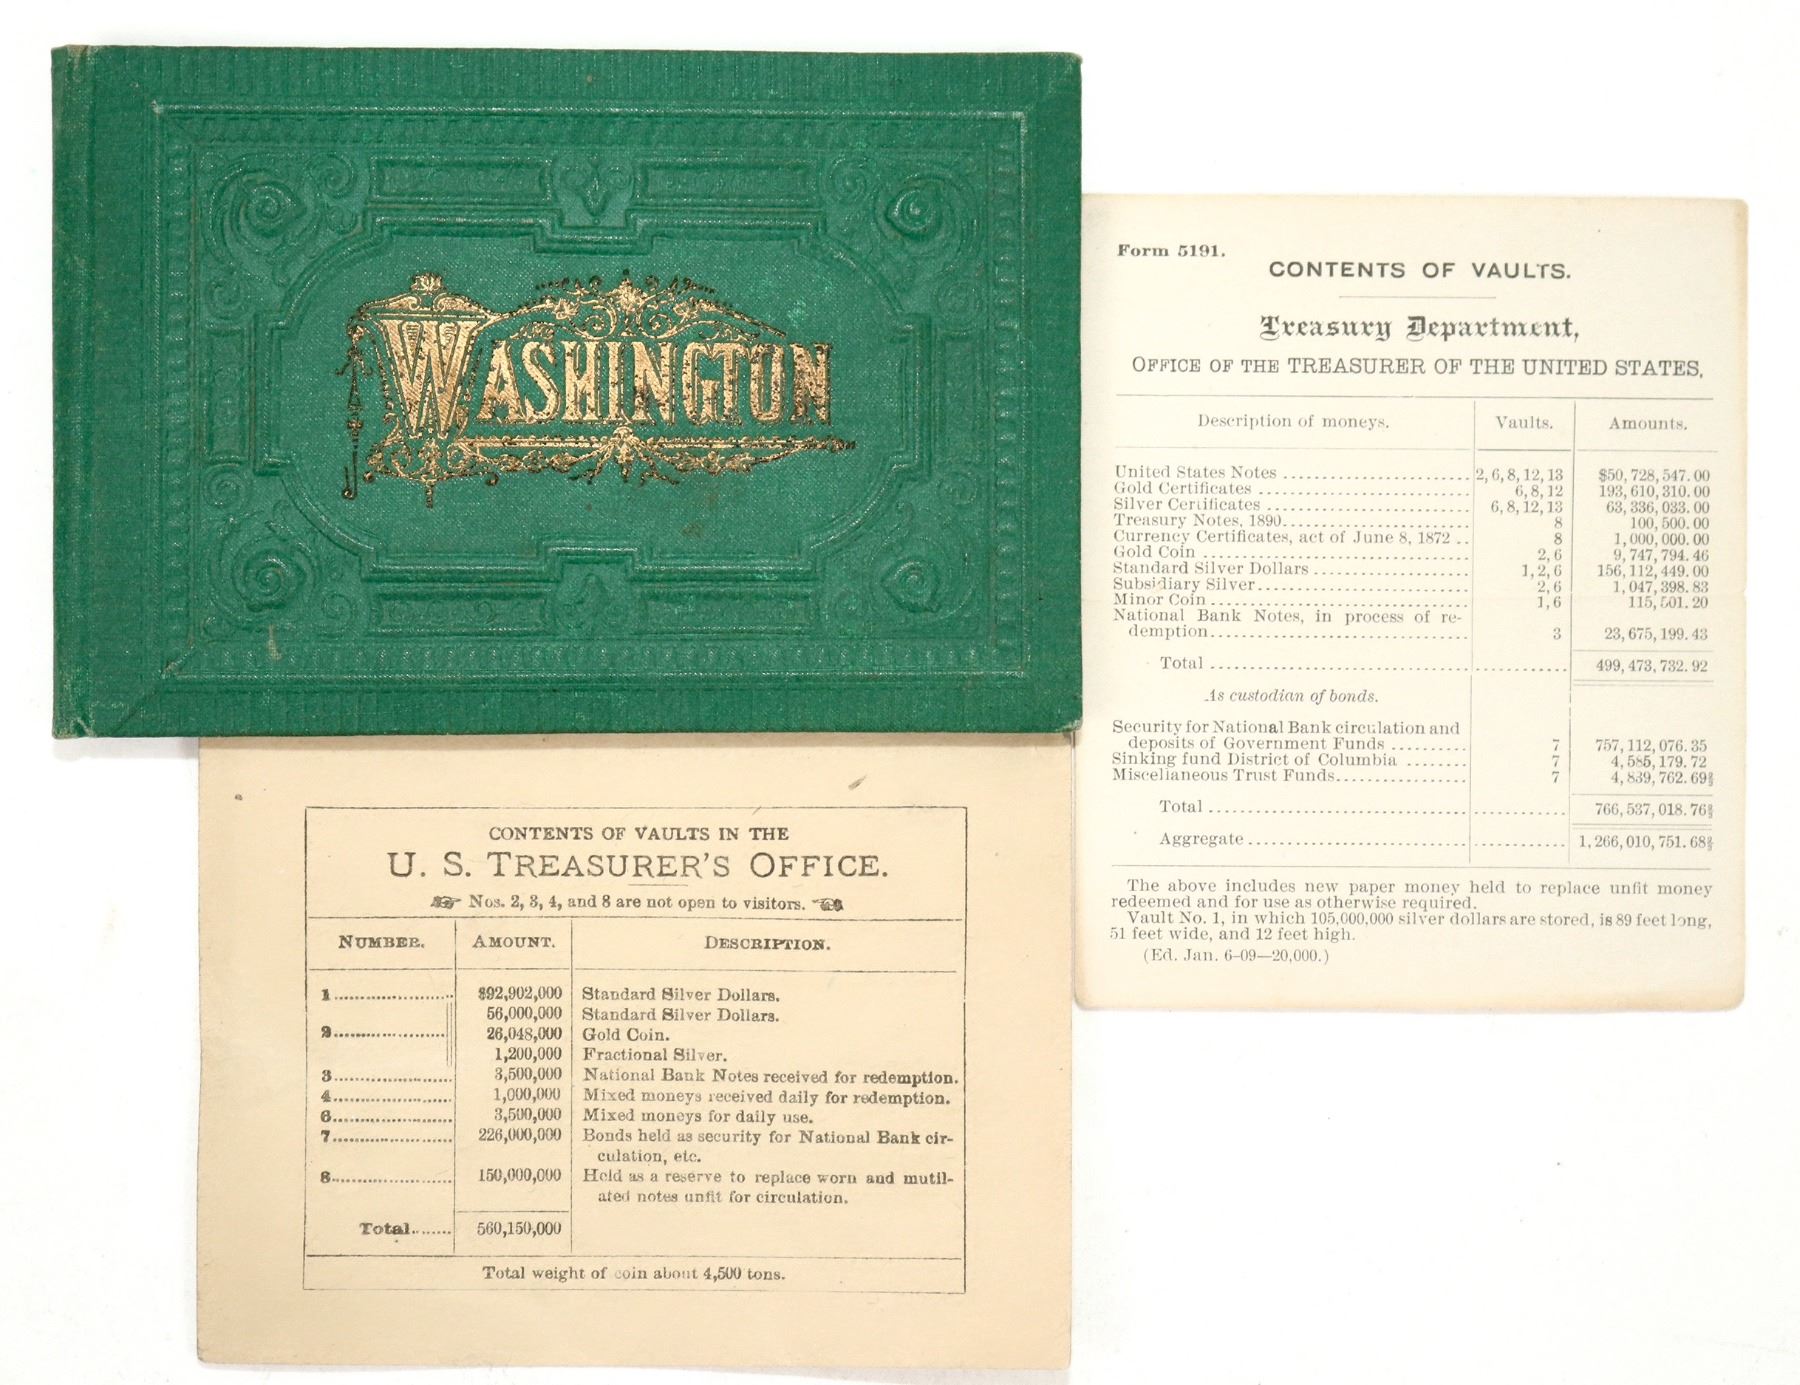 WASHINGTON
Form 5191.
CONTENTS OF VAULTS.
Treasury Department,
OFFICE OF THE TREASURER OF THE UNITED STATES,
Description of moneys. Vaults. Amounts.
United States Notes ........................ 2, 6, 8, 12, 13 $50,728,547.00
Gold Certificates ........................ 6, 8, 12 193,610,310.00
Silver Certificates ........................ 6, 8, 12, 13 63,336,033.00
Treasury Notes, 1890........................ 8 100,500.00
Currency Certificates, act of June 8, 1872 .. 8 1,000,000.00
Gold Coin ........................ 2, 6 9,747,794.46
Standard Silver Dollars ........................ 1, 2, 6 156,112,449.00
Subsidiary Silver........................ 2, 6 1,047,398.83
Minor Coin ........................ 1, 6 115,501.20
National Bank Notes, in process of re-
demption........................ 3 23,675,199.43
Total ........................ 499,473,732.92
As custodian of bonds.
Security for National Bank circulation and
deposits of Government Funds .......... 7 757,112,076.35
Sinking fund District of Columbia ........ 7 4,585,179.72
Miscellaneous Trust Funds................. 7 4,839,762.69⅔
Total ........................ 766,537,018.76⅔
Aggregate ........................ 1,266,010,751.68⅔
The above includes new paper money held to replace unfit money
redeemed and for use as otherwise required.
Vault No. 1, in which 105,000,000 silver dollars are stored, is 89 feet long,
51 feet wide, and 12 feet high.
(Ed. Jan. 6-09—20,000.)
CONTENTS OF VAULTS IN THE
U. S. TREASURER'S OFFICE.
Nos. 2, 3, 4, and 8 are not open to visitors.
NUMBER. AMOUNT. DESCRIPTION.
1........................ $92,902,000 Standard Silver Dollars.
56,000,000 Standard Silver Dollars.
2........................ 26,048,000 Gold Coin.
1,200,000 Fractional Silver.
3........................ 3,500,000 National Bank Notes received for redemption.
4........................ 1,000,000 Mixed moneys received daily for redemption.
6........................ 3,500,000 Mixed moneys for daily use.
7........................ 226,000,000 Bonds held as security for National Bank cir-
culation, etc.
8........................ 150,000,000 Held as a reserve to replace worn and mutil-
ated notes unfit for circulation.
Total........ 560,150,000
Total weight of coin about 4,500 tons.